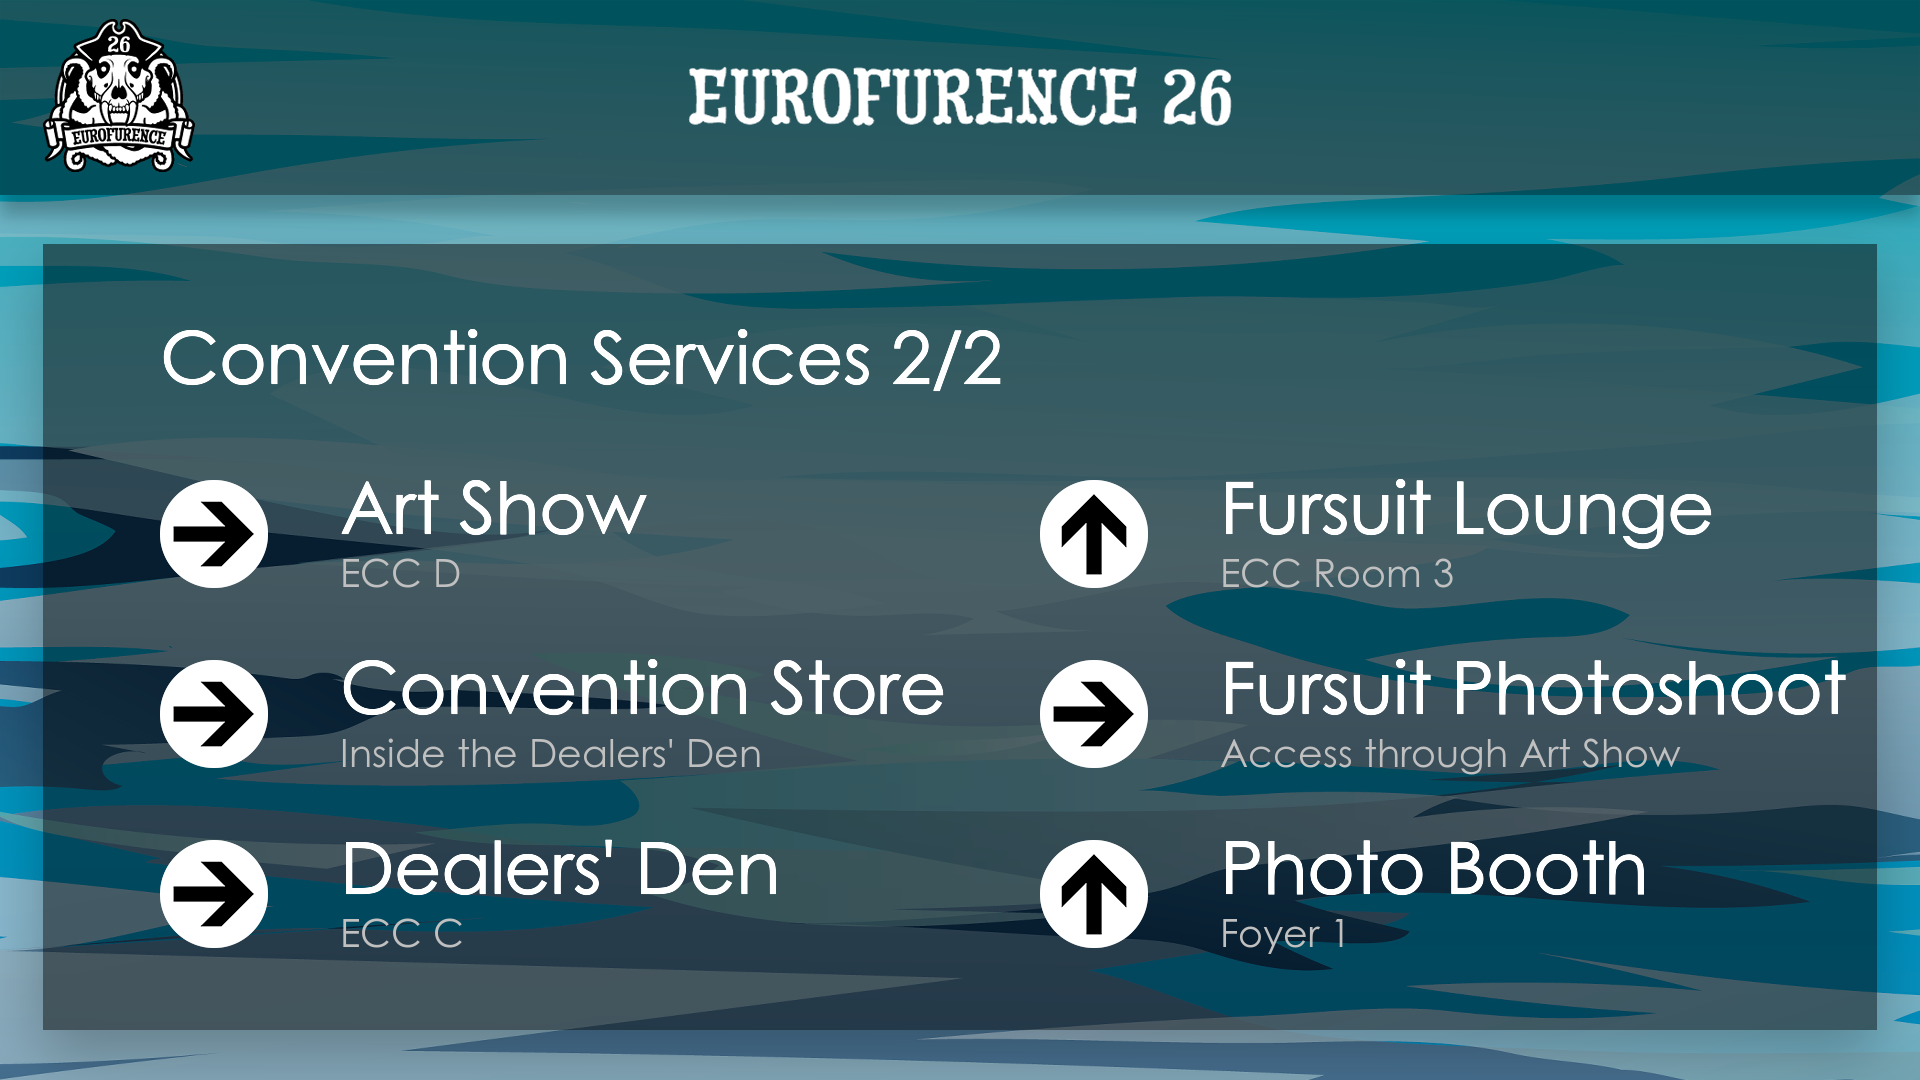 26
EUROFURENCE
EUROFURENCE 26
Convention Services 2/2
Art Show
ECC D
Convention Store
Inside the Dealers' Den
Dealers' Den
ECC C
Fursuit Lounge
ECC Room 3
Fursuit Photoshoot
Access through Art Show
Photo Booth
Foyer 1